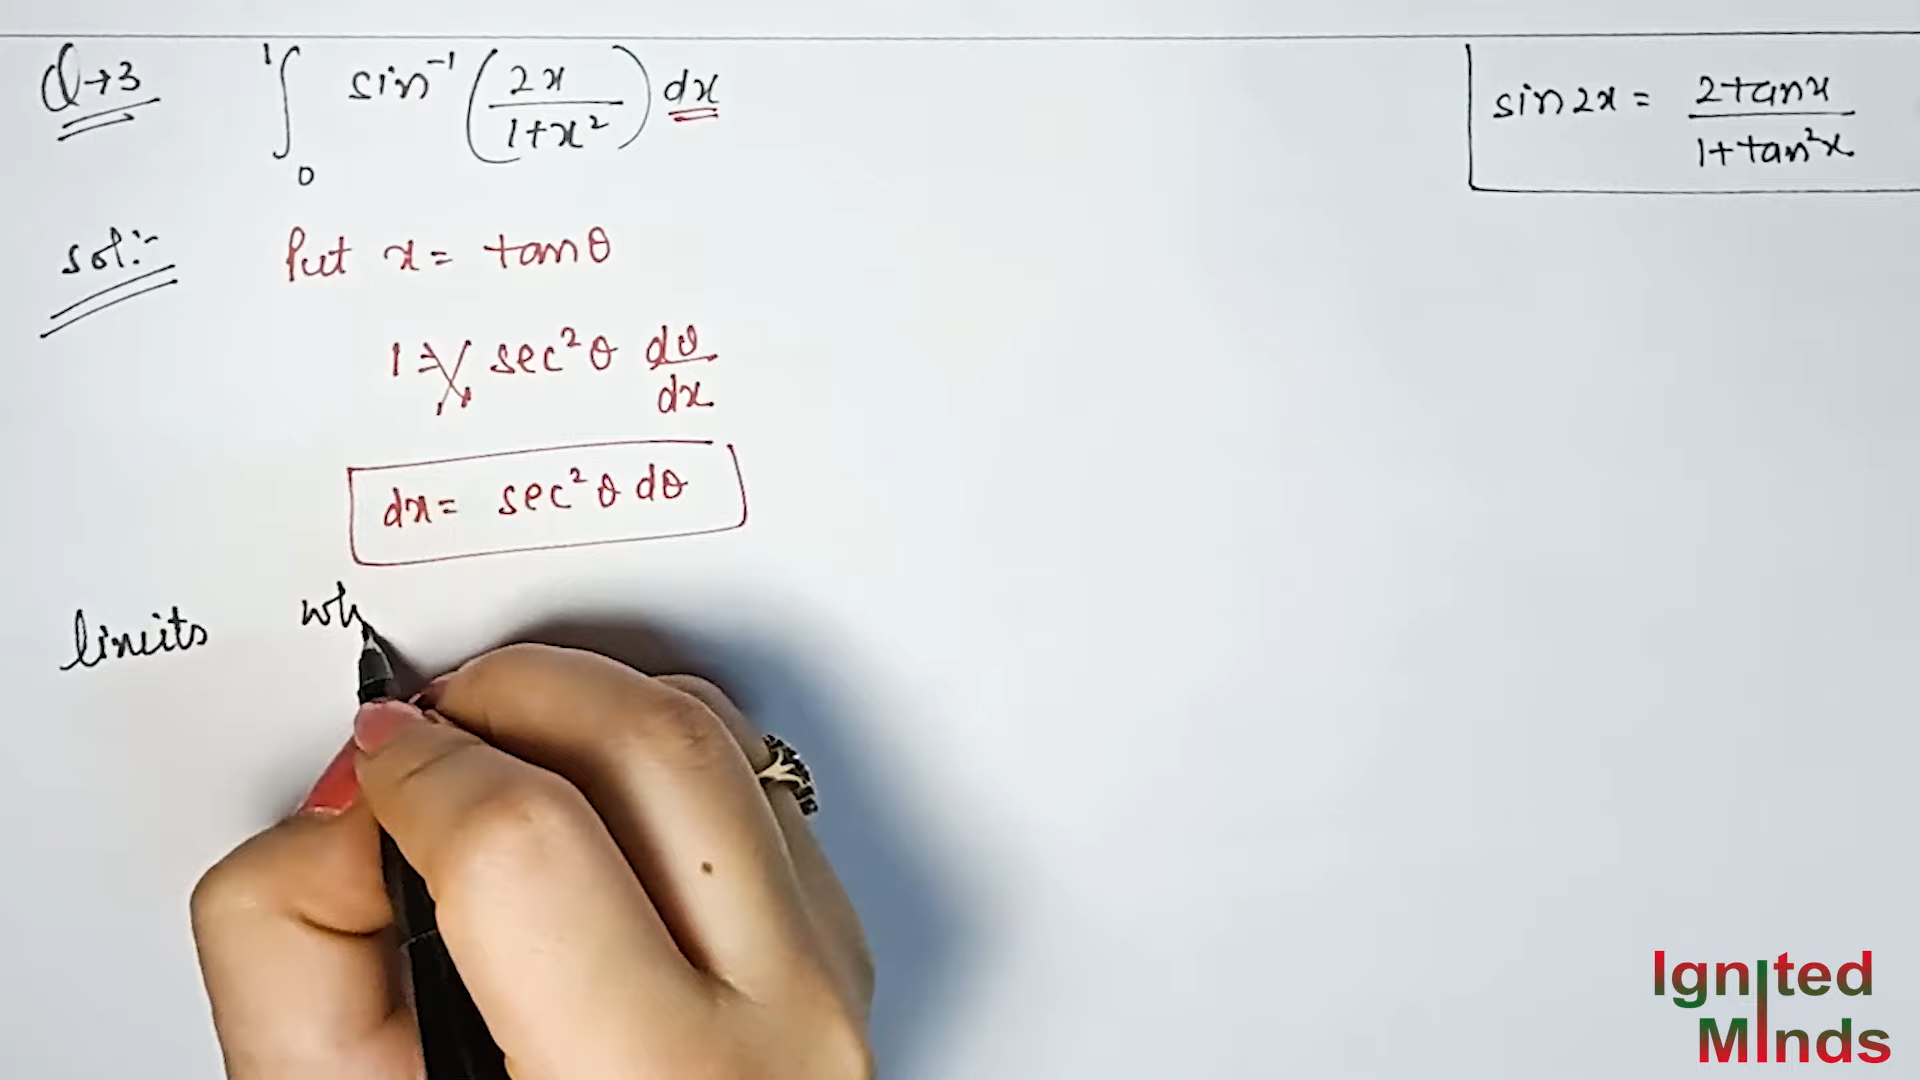 Q→3 ∫₀¹ sin⁻¹(2x/(1+x²)) dx
sin2x = 2tanx/(1+tan²x)
Sol:-
Put x = tanθ
1 = sec²θ dθ/dx
dx = sec²θ dθ
limits wh
Ignited
Minds